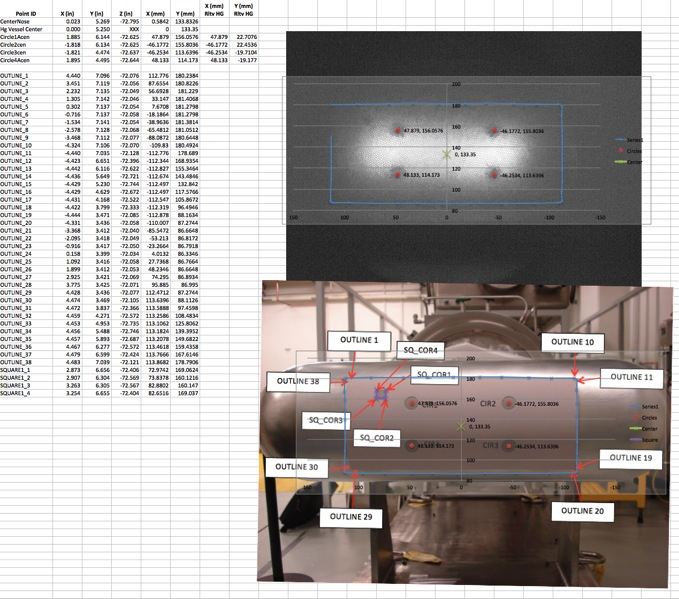 X (mm) Y (mm)
Point ID X (in) Y (in) Z (in) X (mm) Y (mm) Rltv HG Rltv HG
CenterNose 0.023 5.269 -72.795 0.5842 133.8326
Hg Vessel Center 0.000 5.250 XXX 0 133.35
Circle1Acen 1.885 6.144 -72.625 47.879 156.0576 47.879 22.7076
Circle2cen -1.818 6.134 -72.625 -46.1772 155.8036 -46.1772 22.4536
Circle3cen -1.821 4.474 -72.637 -46.2534 113.6396 -46.2534 -19.7104
Circle4Acen 1.895 4.495 -72.644 48.133 114.173 48.133 -19.177
OUTLINE_1 4.440 7.096 -72.076 112.776 180.2384
OUTLINE_2 3.451 7.119 -72.056 87.6554 180.8226
OUTLINE_3 2.232 7.135 -72.049 56.6928 181.229
OUTLINE_4 1.305 7.142 -72.046 33.147 181.4068
OUTLINE_5 0.302 7.137 -72.054 7.6708 181.2798
OUTLINE_6 -0.716 7.137 -72.058 -18.1864 181.2798
OUTLINE_7 -1.534 7.141 -72.054 -38.9636 181.3814
OUTLINE_8 -2.578 7.128 -72.068 -65.4812 181.0512
OUTLINE_9 -3.468 7.112 -72.077 -88.0872 180.6448
OUTLINE_10 -4.324 7.106 -72.070 -109.83 180.4924
OUTLINE_11 -4.440 7.035 -72.128 -112.776 178.689
OUTLINE_12 -4.423 6.651 -72.396 -112.344 168.9354
OUTLINE_13 -4.442 6.116 -72.622 -112.827 155.3464
OUTLINE_14 -4.436 5.649 -72.721 -112.674 143.4846
OUTLINE_15 -4.429 5.230 -72.744 -112.497 132.842
OUTLINE_16 -4.429 4.629 -72.672 -112.497 117.5766
OUTLINE_17 -4.431 4.168 -72.522 -112.547 105.8672
OUTLINE_18 -4.422 3.799 -72.333 -112.319 96.4946
OUTLINE_19 -4.444 3.471 -72.085 -112.878 88.1634
OUTLINE_20 -4.331 3.436 -72.058 -110.007 87.2744
OUTLINE_21 -3.368 3.412 -72.040 -85.5472 86.6648
OUTLINE_22 -2.095 3.418 -72.049 -53.213 86.8172
OUTLINE_23 -0.916 3.417 -72.050 -23.2664 86.7918
OUTLINE_24 0.158 3.399 -72.034 4.0132 86.3346
OUTLINE_25 1.092 3.416 -72.058 27.7368 86.7664
OUTLINE_26 1.899 3.412 -72.053 48.2346 86.6648
OUTLINE_27 2.925 3.421 -72.069 74.295 86.8934
OUTLINE_28 3.775 3.425 -72.071 95.885 86.995
OUTLINE_29 4.428 3.438 -72.077 112.4712 87.2744
OUTLINE_30 4.474 3.469 -72.105 113.6396 88.1126
OUTLINE_31 4.472 3.837 -72.366 113.5888 97.4598
OUTLINE_32 4.459 4.271 -72.572 113.2586 108.4834
OUTLINE_33 4.453 4.953 -72.735 113.1062 125.8062
OUTLINE_34 4.456 5.488 -72.746 113.1824 139.3952
OUTLINE_35 4.457 5.893 -72.687 113.2078 149.6822
OUTLINE_36 4.467 6.277 -72.572 113.4618 159.4358
OUTLINE_37 4.479 6.599 -72.424 113.7666 167.6146
OUTLINE_38 4.483 7.039 -72.121 113.8682 178.7906
SQUARE1_1 2.873 6.656 -72.406 72.9742 169.0624
SQUARE1_2 2.907 6.304 -72.569 73.8378 160.1216
SQUARE1_3 3.263 6.305 -72.567 82.8802 160.147
SQUARE1_4 3.254 6.655 -72.404 82.6516 169.037
200
180
160
140
120
100
80
150 100 50 0 -50 -100 -150
47.879, 156.0576
-46.1772, 155.8036
0, 133.35
48.133, 114.173
-46.2534, 113.6396
Series1
Circles
Center
OUTLINE 1
OUTLINE 10
SQ_COR4
SQ_COR1
OUTLINE 38
OUTLINE 11
SQ_COR3
SQ_COR2
47.879, 156.0576
CIR2
-46.1772, 155.8036
0, 133.35
48.133, 114.173
CIR3
-46.2534, 113.6396
Series1
Circles
Center
Square
OUTLINE 30
OUTLINE 19
OUTLINE 29
OUTLINE 20
200
180
160
140
120
100
80
150 100 50 0 -50 -100 -150